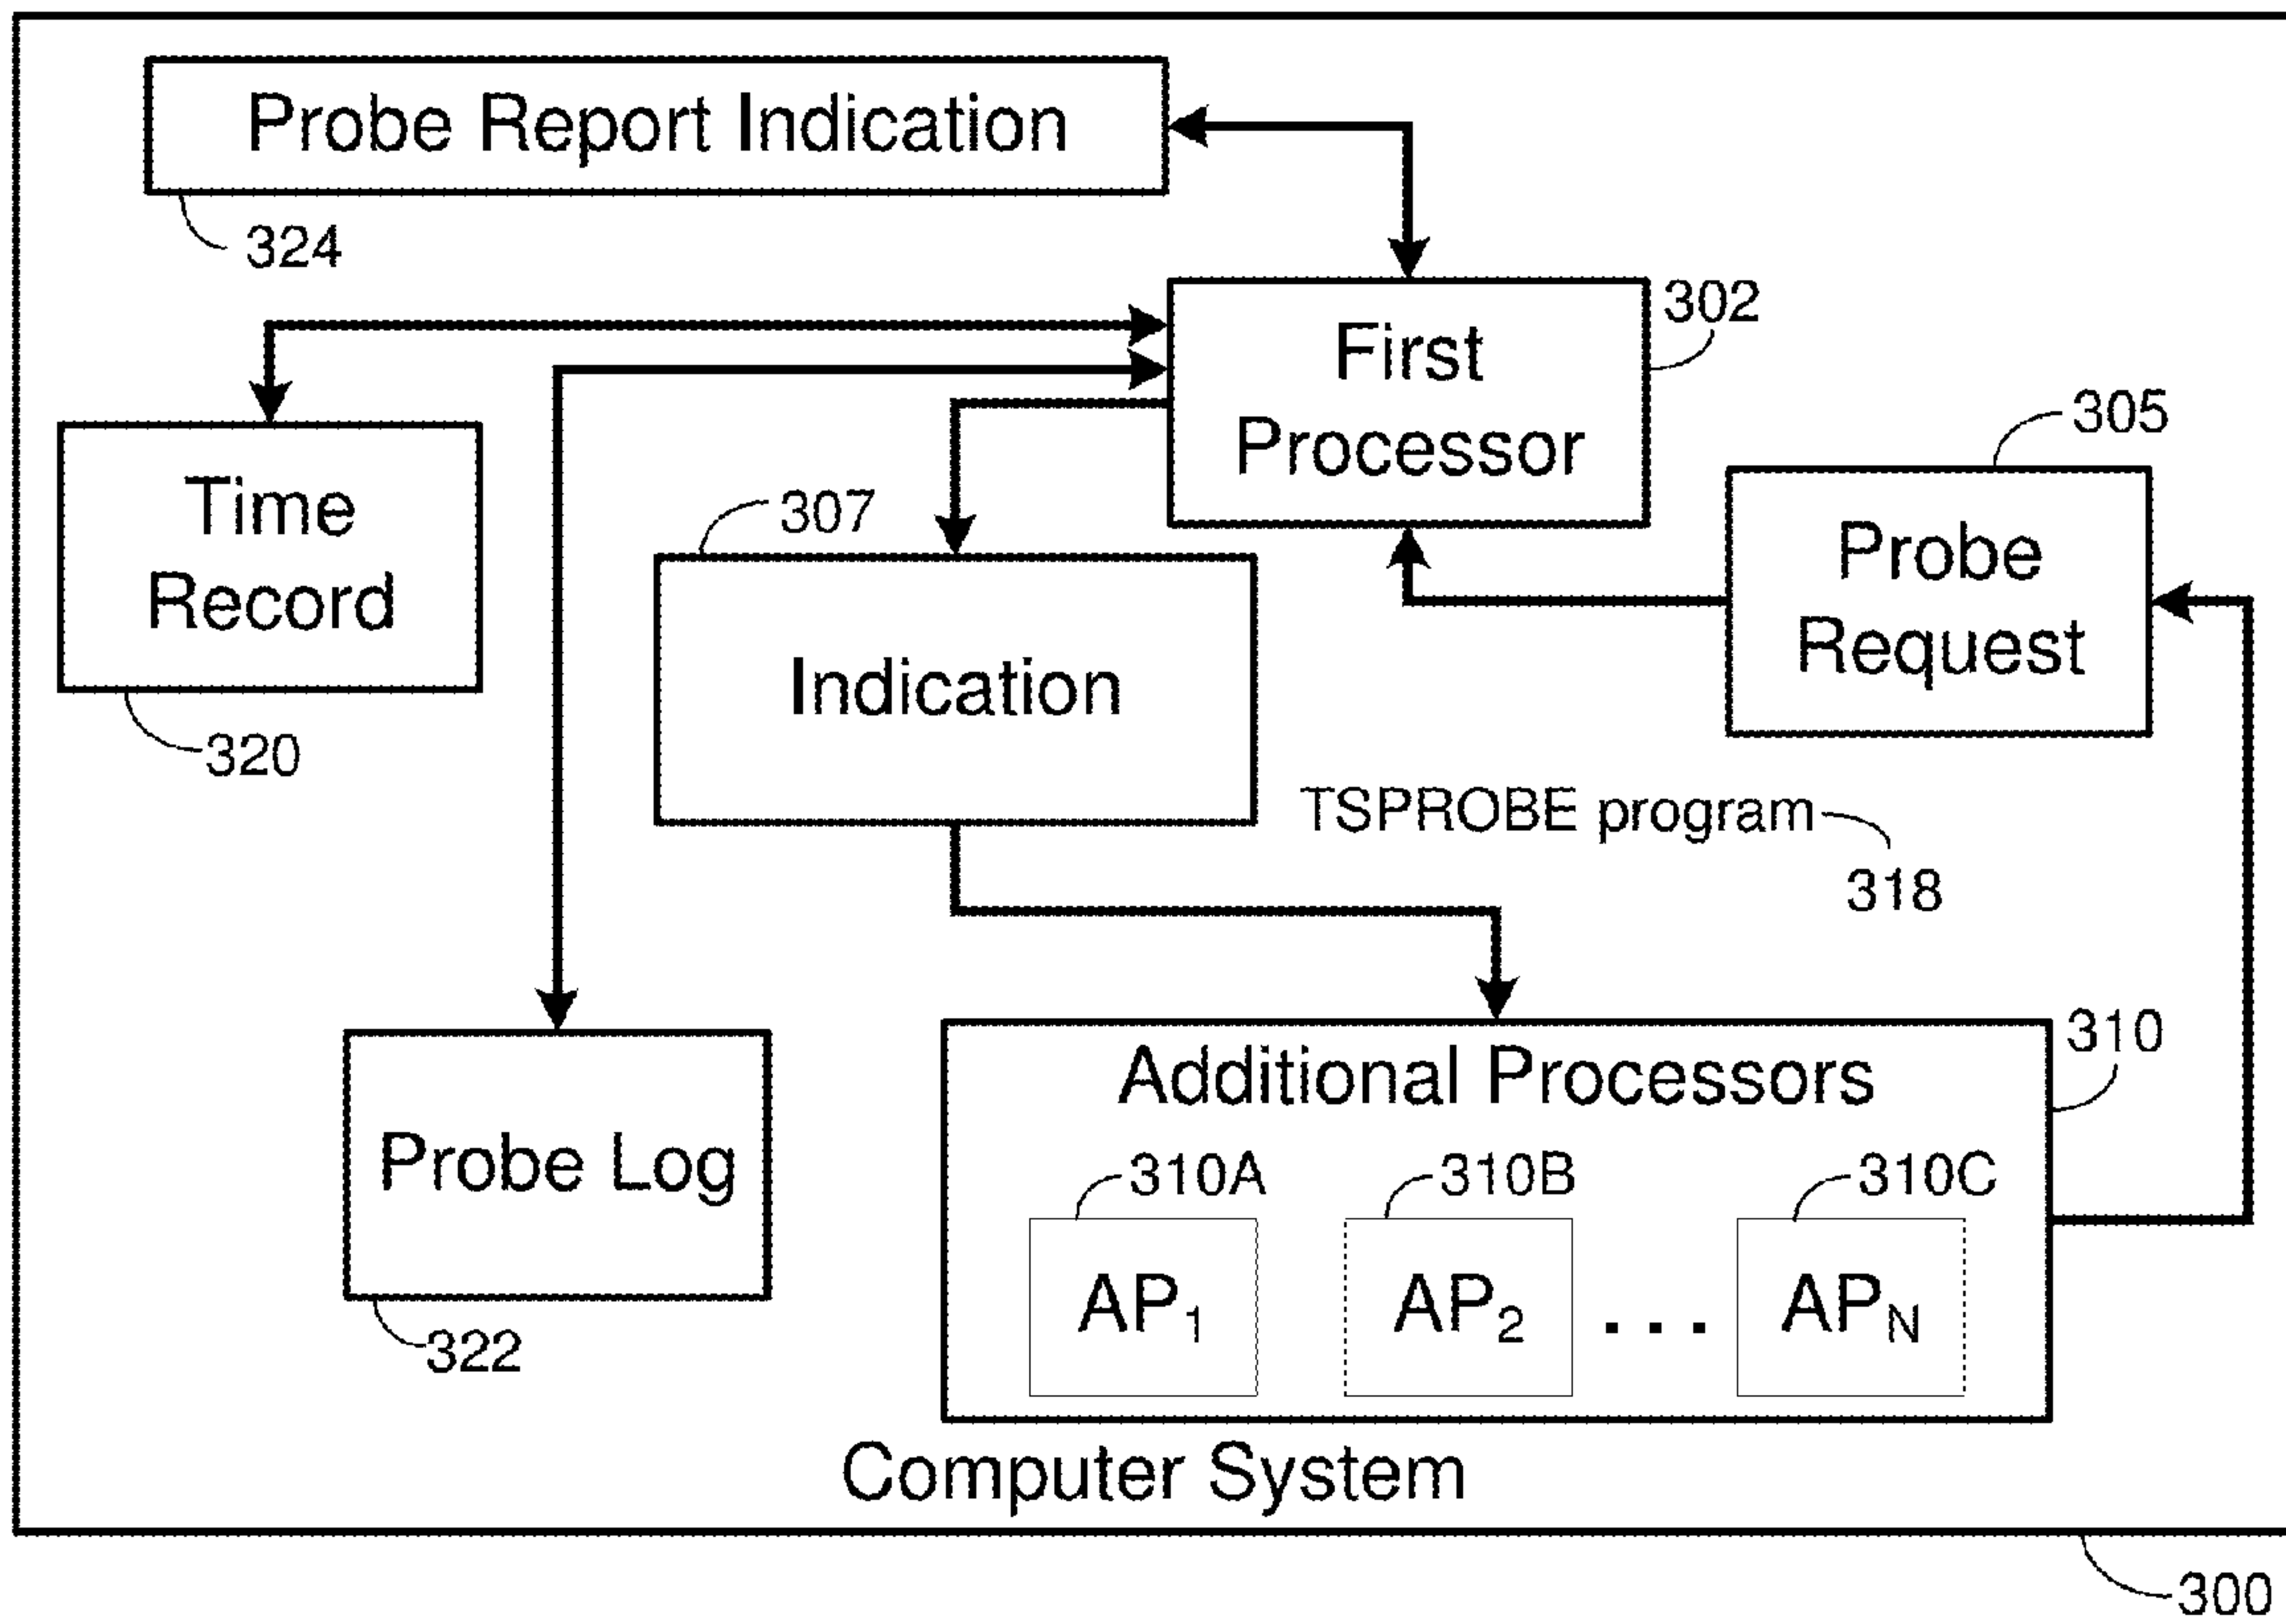 Probe Report Indication
324
302
First
Processor
305
Time
Record
320
307
Indication
Probe
Request
TSPROBE program
318
310
Additional Processors
310A
310B
310C
AP1
AP2
...
APN
Probe Log
322
Computer System
300